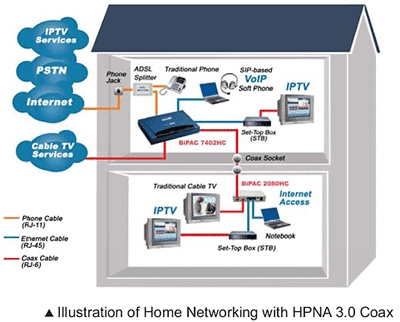 IPTV
Services
PSTN
Internet
Cable TV
Services
Phone
Jack
ADSL
Splitter
Traditional Phone
SIP-based
VoIP
Soft Phone
IPTV
Set-Top Box
(STB)
BiPAC 7402HC
Coax Socket
Traditional Cable TV
BiPAC 2080HC
IPTV
Internet
Access
Notebook
Set-Top Box (STB)
Phone Cable
(RJ-11)
Ethernet Cable
(RJ-45)
Coax Cable
(RJ-6)
▲ Illustration of Home Networking with HPNA 3.0 Coax